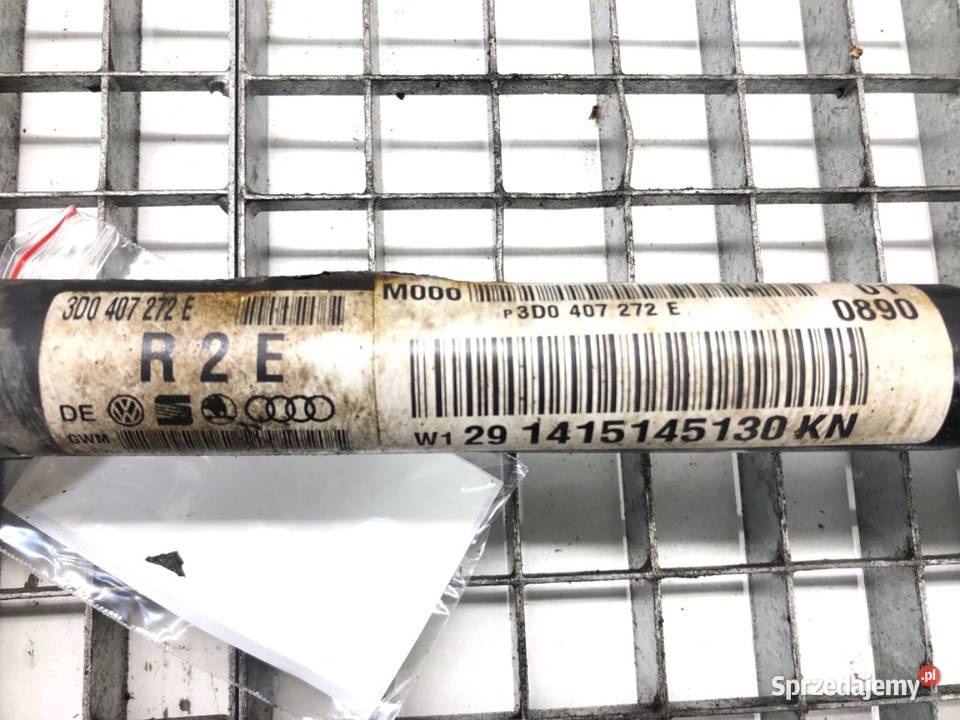 3D0 407 272 E
R 2 E
DE
GWM
M000
P 3D0 407 272 E
0890
W1 29 1415145130 KN
Sprzedajemy.pl